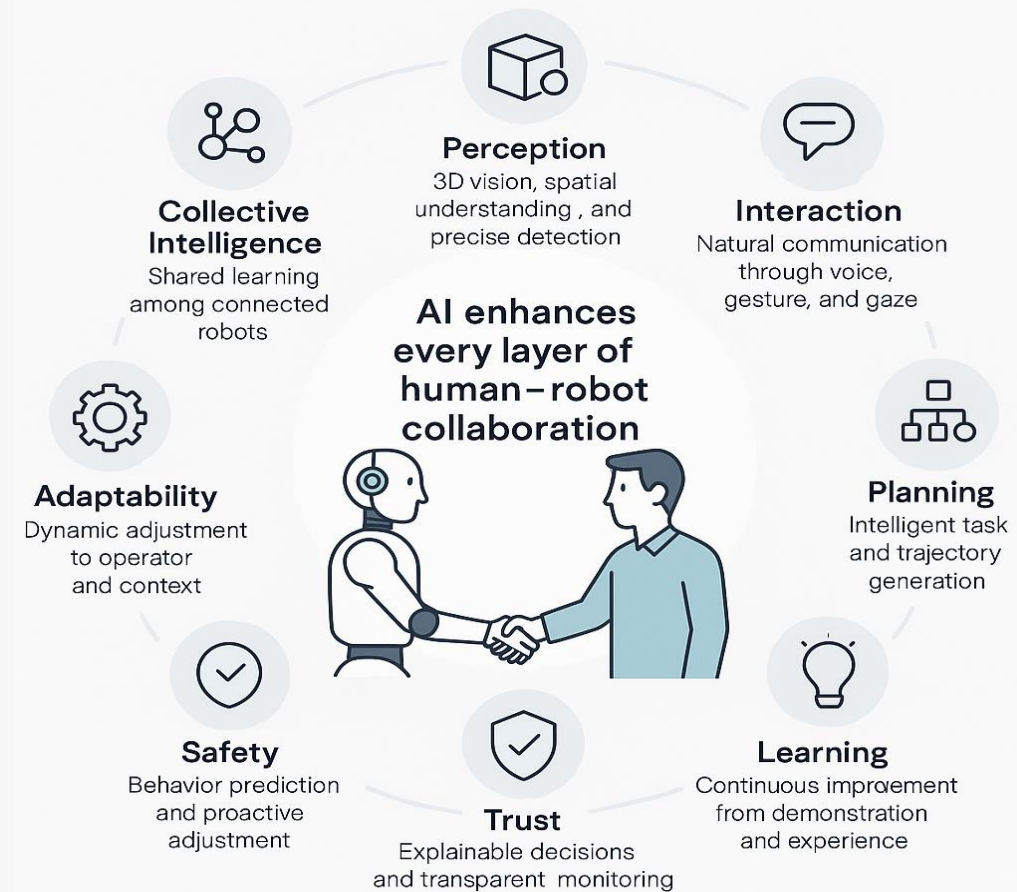 Perception
3D vision, spatial
understanding , and
precise detection
Interaction
Natural communication
through voice,
gesture, and gaze
Planning
Intelligent task
and trajectory
generation
Learning
Continuous improvement
from demonstration
and experience
Trust
Explainable decisions
and transparent monitoring
Safety
Behavior prediction
and proactive
adjustment
Adaptability
Dynamic adjustment
to operator
and context
Collective
Intelligence
Shared learning
among connected
robots
AI enhances
every layer of
human–robot
collaboration